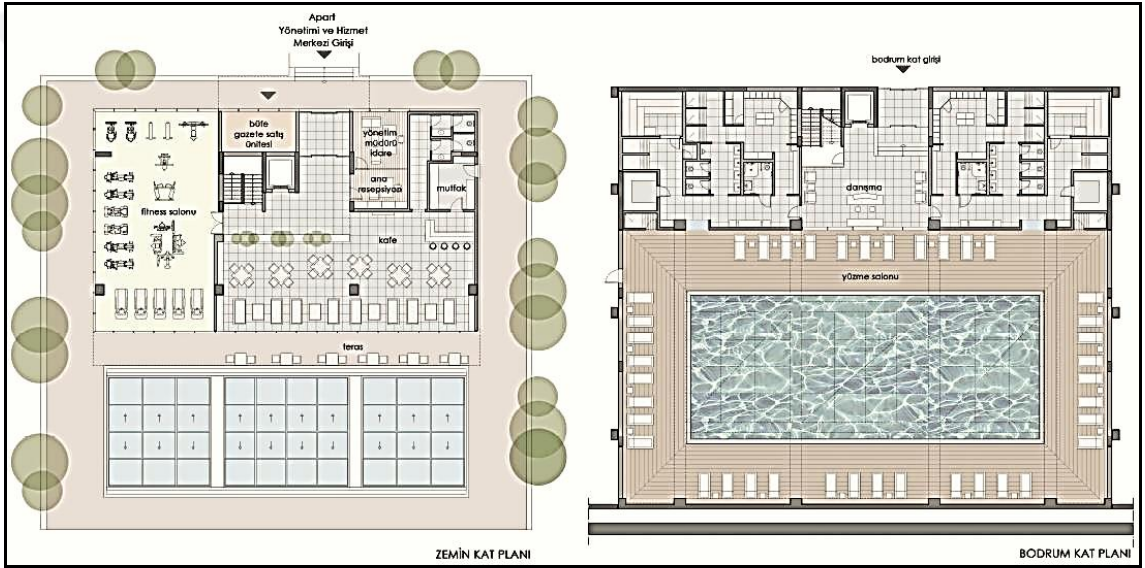 Apart
Yönetimi ve Hizmet
Merkezi Girişi
büfe
gazete satış
ünitesi
yönetim
müdürü
idare
ana
resepsiyon
mutfak
fitness salonu
kafe
teras
ZEMİN KAT PLANI
bodrum kat girişi
danışma
yüzme salonu
BODRUM KAT PLANI